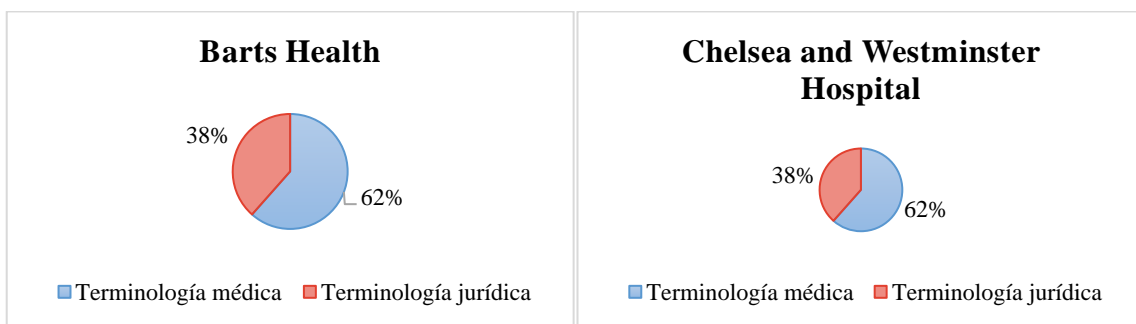 Barts Health
38%
62%
Terminología médica
Terminología jurídica
Chelsea and Westminster
Hospital
38%
62%
Terminología médica
Terminología jurídica